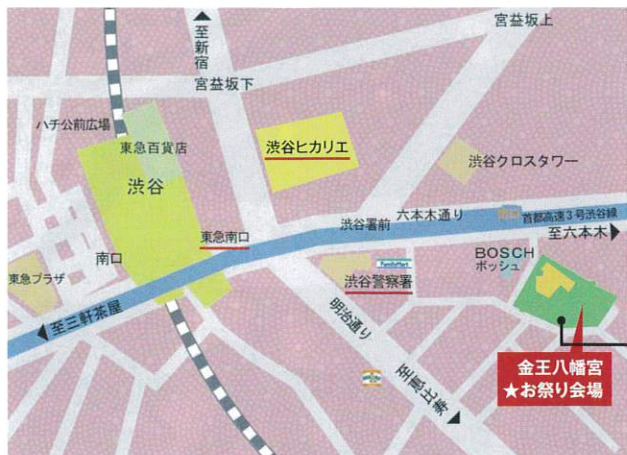 宮益坂上
至新宿
宮益坂下
ハチ公前広場
東急百貨店
渋谷ヒカリエ
渋谷クロスタワー
渋谷
六本木通り
首都高速3号渋谷線
渋谷署前
至六本木
東急南口
南口
BOSCH
ボッシュ
FamilyMart
東急プラザ
渋谷警察署
明治通り
至三軒茶屋
至恵比寿
金王八幡宮
★お祭り会場